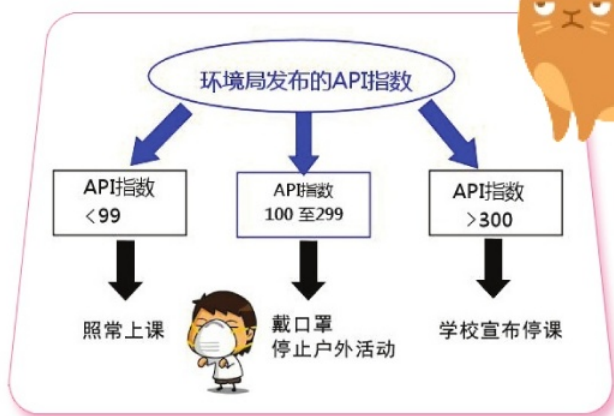 环境局发布的API指数
API指数
<99
API指数
100 至299
API指数
>300
照常上课
戴口罩
停止户外活动
学校宣布停课